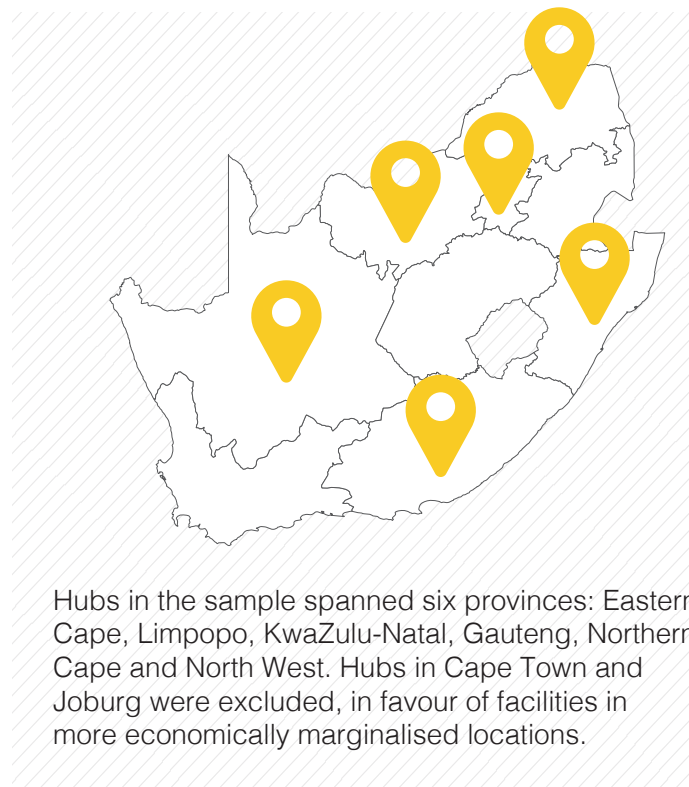 Hubs in the sample spanned six provinces: Eastern
Cape, Limpopo, KwaZulu-Natal, Gauteng, Northern
Cape and North West. Hubs in Cape Town and
Joburg were excluded, in favour of facilities in
more economically marginalised locations.